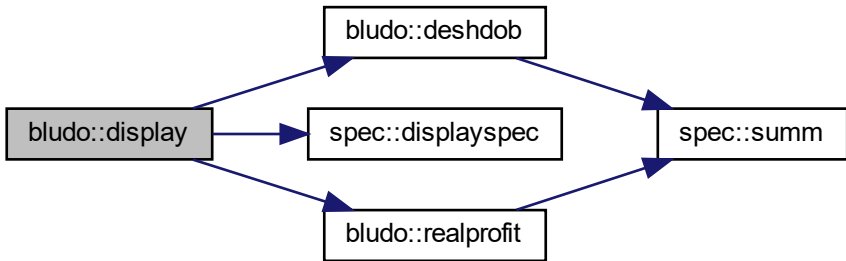 bludo::deshdob
bludo::display
spec::displayspec
spec::summ
bludo::realprofit